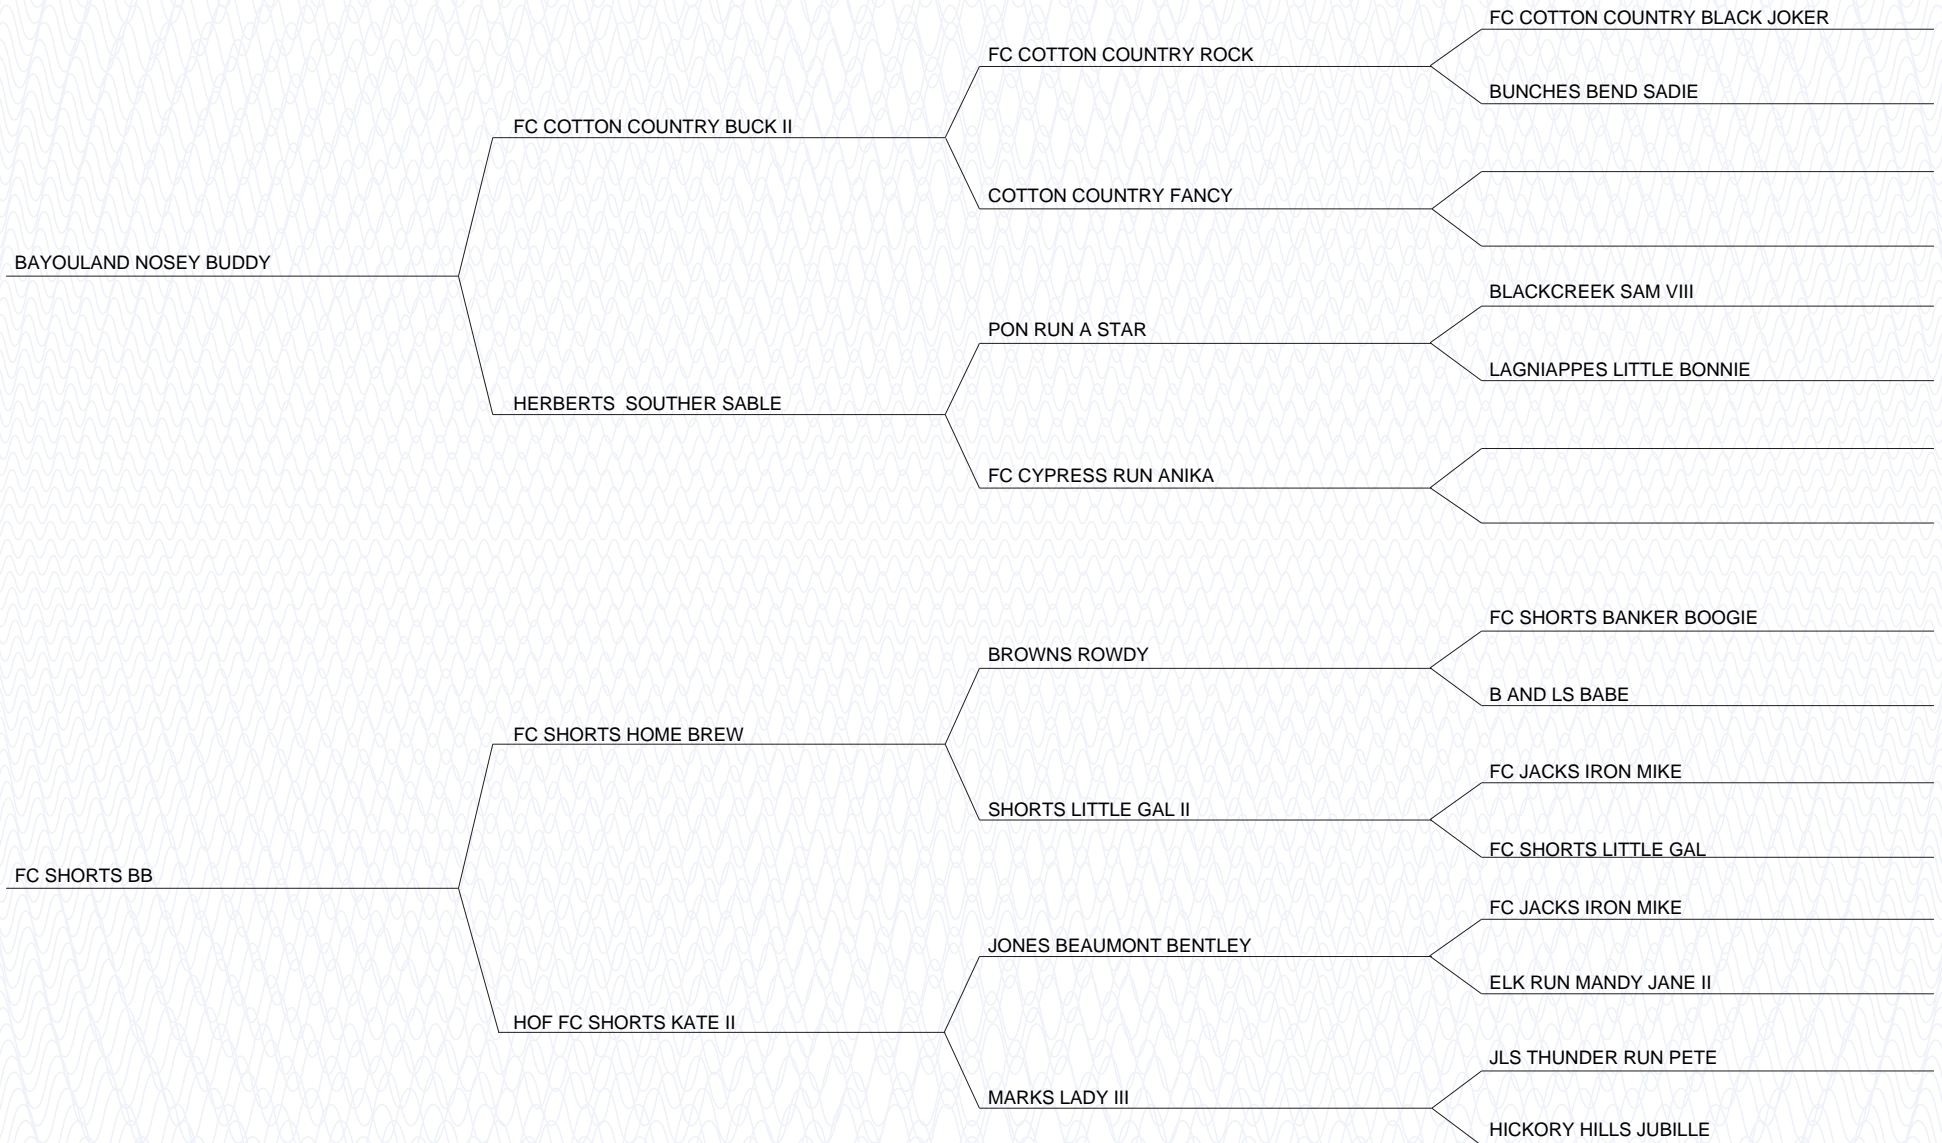 FC COTTON COUNTRY BLACK JOKER
FC COTTON COUNTRY ROCK
BUNCHES BEND SADIE
FC COTTON COUNTRY BUCK II
COTTON COUNTRY FANCY
BAYOULAND NOSEY BUDDY
BLACKCREEK SAM VIII
PON RUN A STAR
LAGNIAPPES LITTLE BONNIE
HERBERTS  SOUTHER SABLE
FC CYPRESS RUN ANIKA
FC SHORTS BANKER BOOGIE
BROWNS ROWDY
B AND LS BABE
FC SHORTS HOME BREW
FC JACKS IRON MIKE
SHORTS LITTLE GAL II
FC SHORTS LITTLE GAL
FC SHORTS BB
FC JACKS IRON MIKE
JONES BEAUMONT BENTLEY
ELK RUN MANDY JANE II
HOF FC SHORTS KATE II
JLS THUNDER RUN PETE
MARKS LADY III
HICKORY HILLS JUBILLE